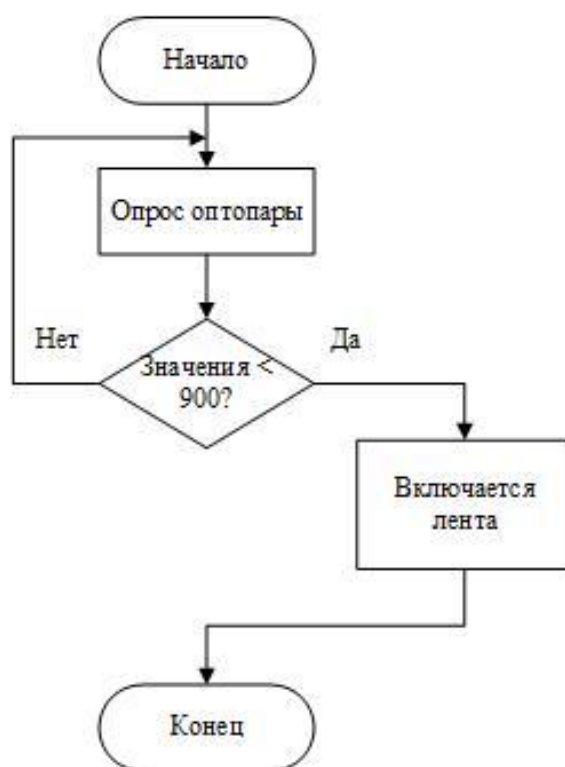 Начало
Опрос оптопары
Нет
Да
Значения <
900?
Включается
лента
Конец